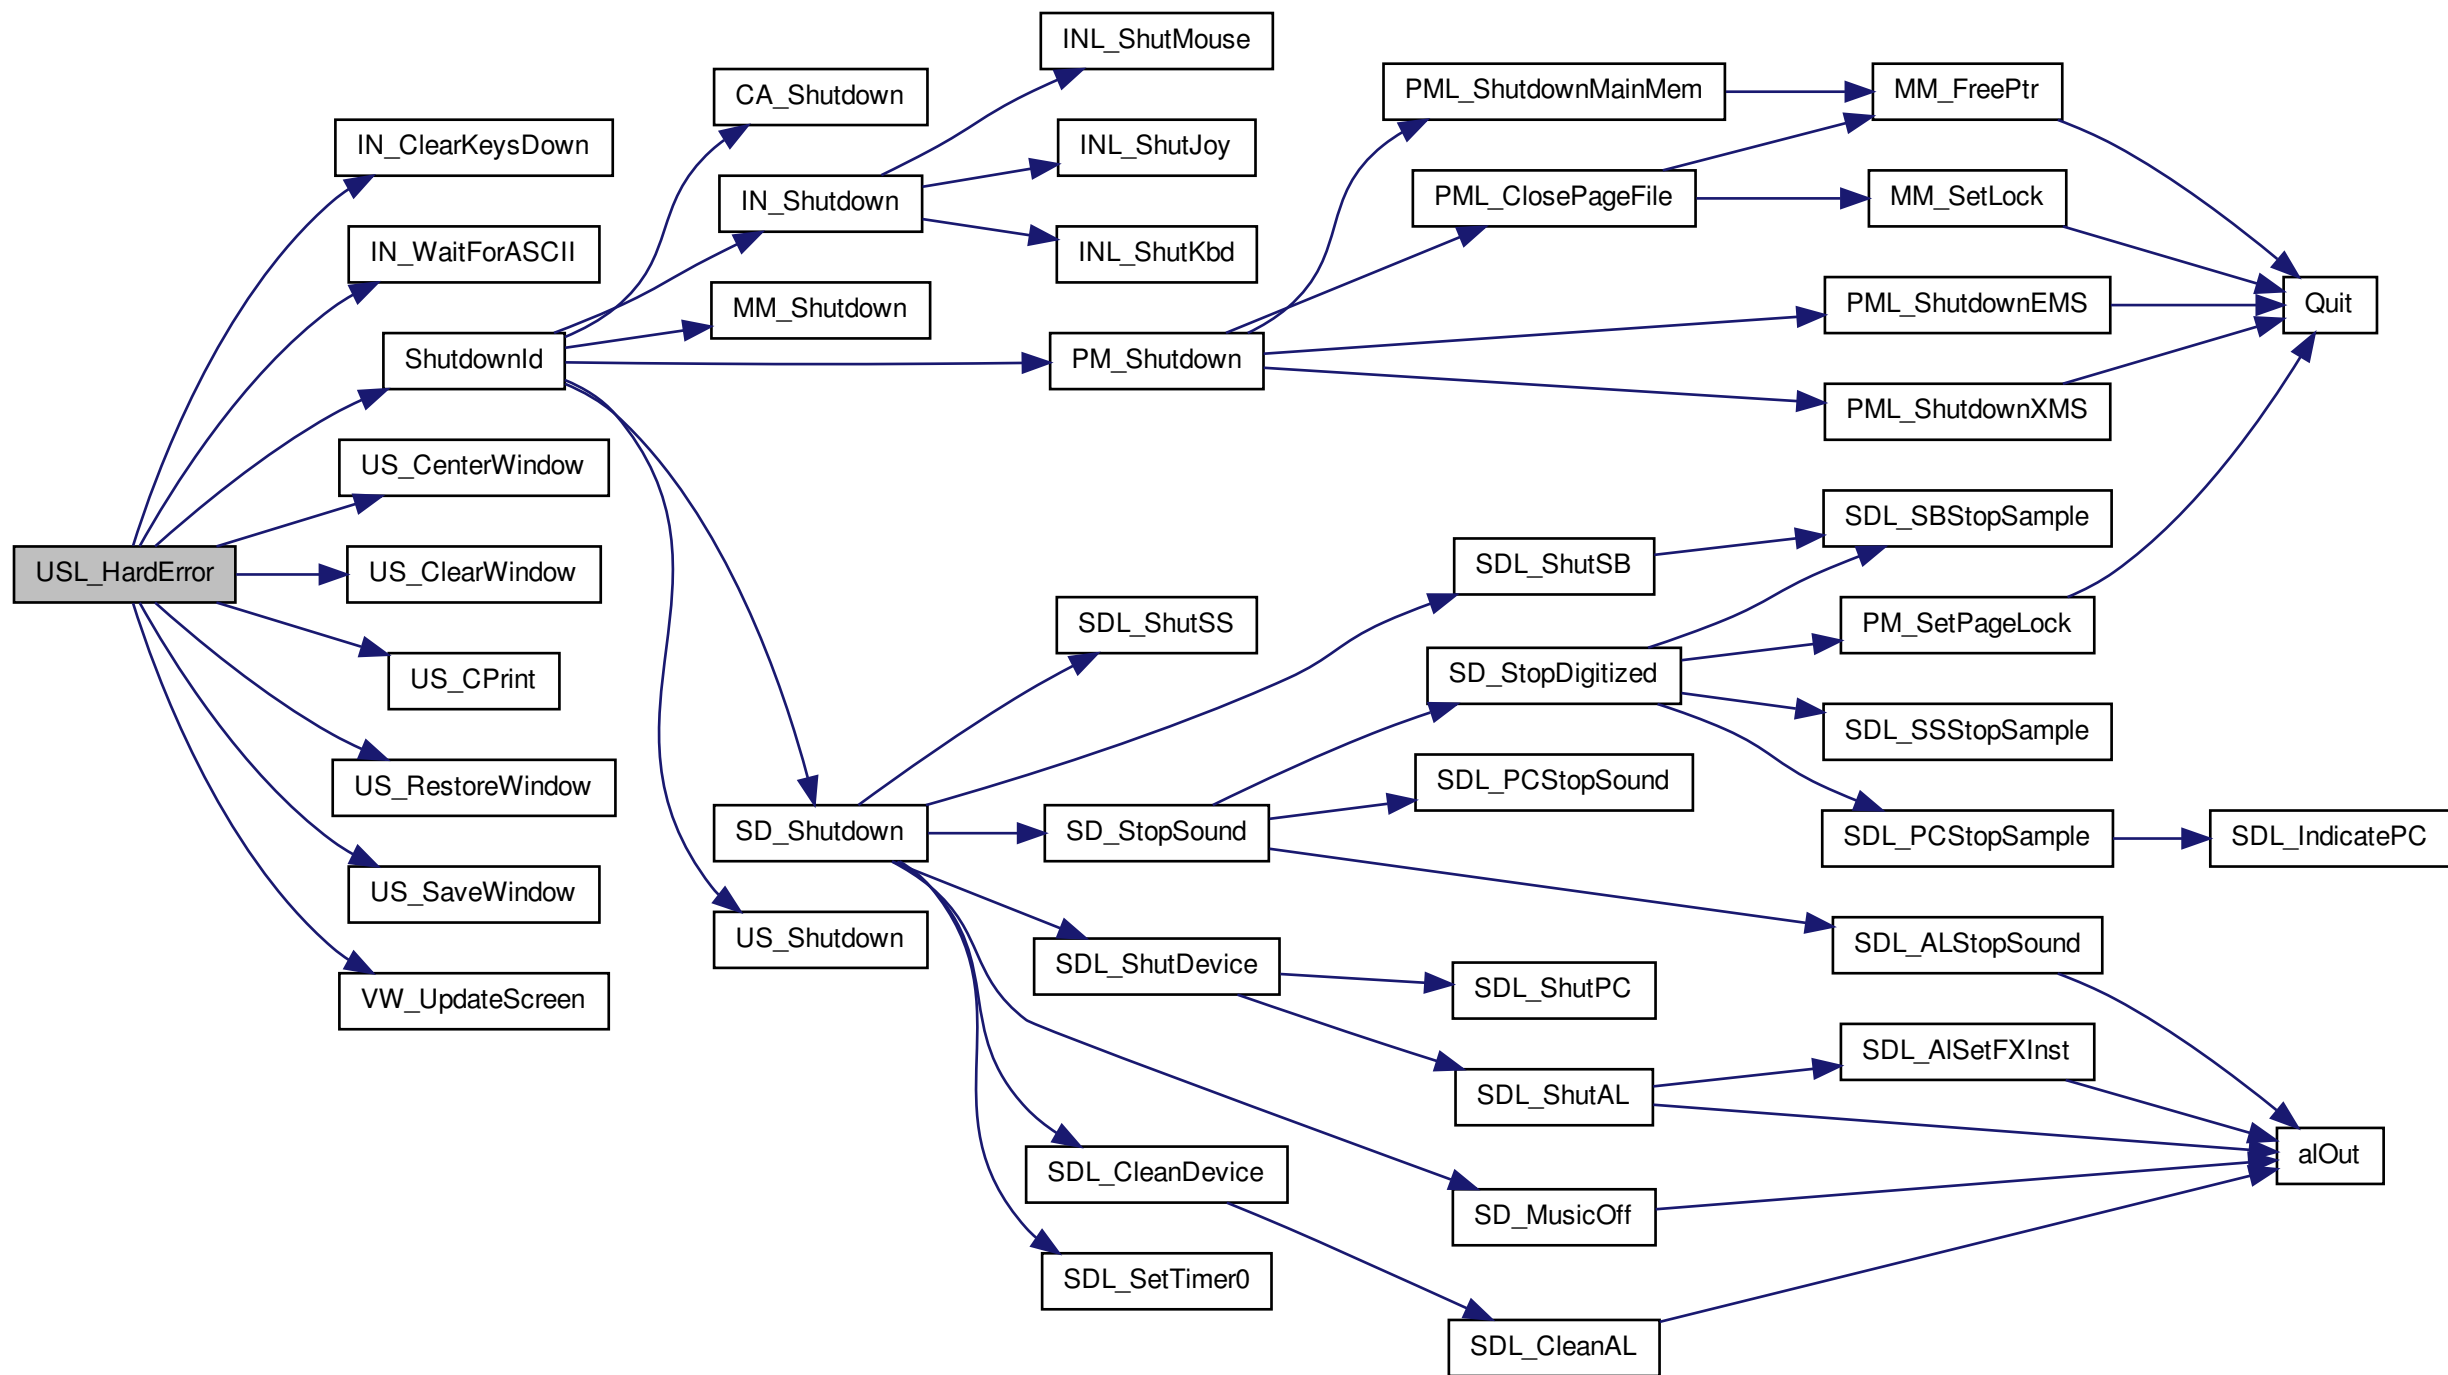 USL_HardError
IN_ClearKeysDown
IN_WaitForASCII
ShutdownId
US_CenterWindow
US_ClearWindow
US_CPrint
US_RestoreWindow
US_SaveWindow
VW_UpdateScreen
CA_Shutdown
IN_Shutdown
MM_Shutdown
SD_Shutdown
US_Shutdown
INL_ShutMouse
INL_ShutJoy
INL_ShutKbd
PM_Shutdown
SDL_ShutSS
SD_StopSound
SDL_ShutDevice
SDL_CleanDevice
SDL_SetTimer0
PML_ShutdownMainMem
PML_ClosePageFile
SDL_ShutSB
SD_StopDigitized
SDL_PCStopSound
SDL_ShutPC
SDL_ShutAL
SD_MusicOff
SDL_CleanAL
MM_FreePtr
MM_SetLock
PML_ShutdownEMS
PML_ShutdownXMS
SDL_SBStopSample
PM_SetPageLock
SDL_SSStopSample
SDL_PCStopSample
SDL_ALStopSound
SDL_AlSetFXInst
Quit
SDL_IndicatePC
alOut